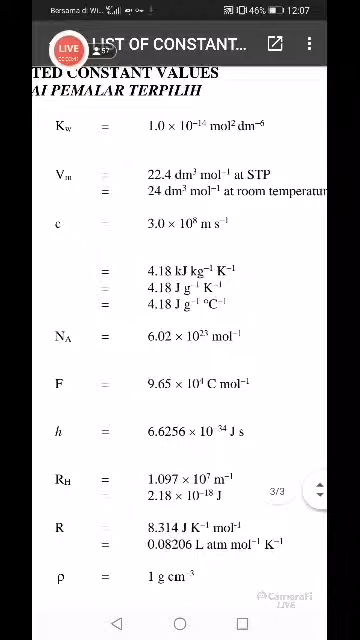 Bersama di Wi... 46% 12:07
LIVE LIST OF CONSTANT...
57
TED CONSTANT VALUES
AI PEMALAR TERPILIH
Kw = 1.0 × 10⁻¹⁴ mol² dm⁻⁶
Vm = 22.4 dm³ mol⁻¹ at STP
= 24 dm³ mol⁻¹ at room temperatur
c = 3.0 × 10⁸ m s⁻¹
= 4.18 kJ kg⁻¹ K⁻¹
= 4.18 J g⁻¹ K⁻¹
= 4.18 J g⁻¹ °C⁻¹
NA = 6.02 × 10²³ mol⁻¹
F = 9.65 × 10⁴ C mol⁻¹
h = 6.6256 × 10⁻³⁴ J s
RH = 1.097 × 10⁷ m⁻¹
3/3
= 2.18 × 10⁻¹⁸ J
R = 8.314 J K⁻¹ mol⁻¹
= 0.08206 L atm mol⁻¹ K⁻¹
ρ = 1 g cm⁻³
CameraFi
LIVE